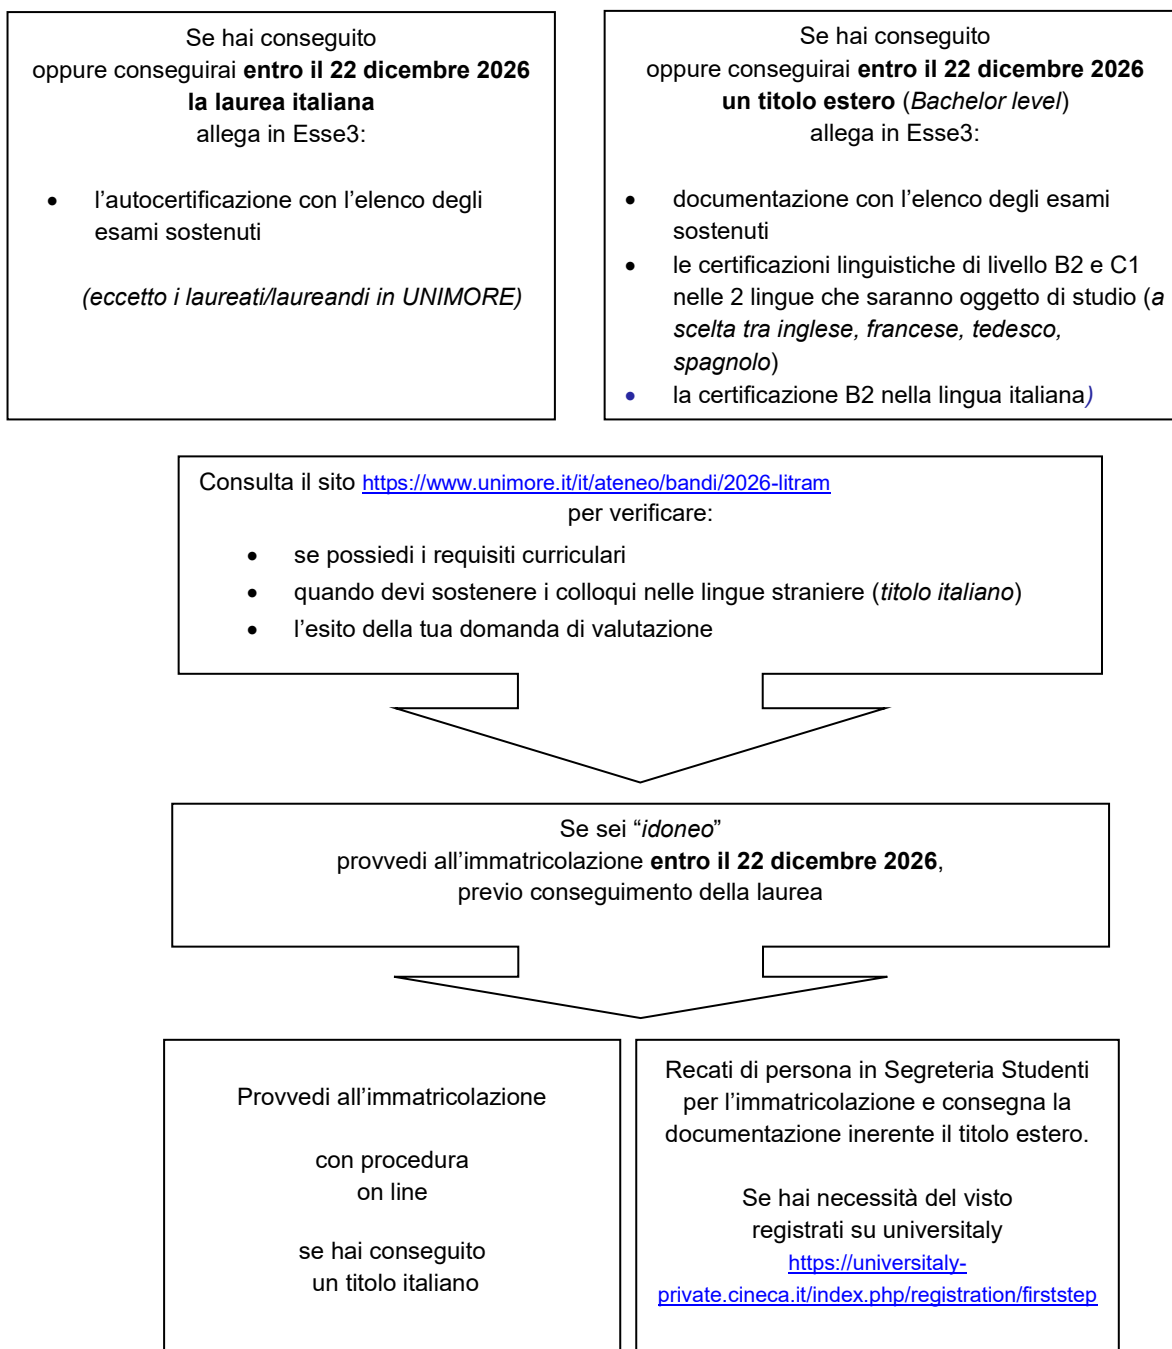 Se hai conseguito
oppure conseguirai entro il 22 dicembre 2026
la laurea italiana
allega in Esse3:
• l’autocertificazione con l’elenco degli
esami sostenuti
(eccetto i laureati/laureandi in UNIMORE)
Se hai conseguito
oppure conseguirai entro il 22 dicembre 2026
un titolo estero (Bachelor level)
allega in Esse3:
• documentazione con l’elenco degli esami
sostenuti
• le certificazioni linguistiche di livello B2 e C1
nelle 2 lingue che saranno oggetto di studio (a
scelta tra inglese, francese, tedesco,
spagnolo)
• la certificazione B2 nella lingua italiana)
Consulta il sito https://www.unimore.it/it/ateneo/bandi/2026-litram
per verificare:
• se possiedi i requisiti curriculari
• quando devi sostenere i colloqui nelle lingue straniere (titolo italiano)
• l’esito della tua domanda di valutazione
Se sei “idoneo”
provvedi all’immatricolazione entro il 22 dicembre 2026,
previo conseguimento della laurea
Provvedi all’immatricolazione
con procedura
on line
se hai conseguito
un titolo italiano
Recati di persona in Segreteria Studenti
per l’immatricolazione e consegna la
documentazione inerente il titolo estero.
Se hai necessità del visto
registrati su universitaly
https://universitaly-
private.cineca.it/index.php/registration/firststep